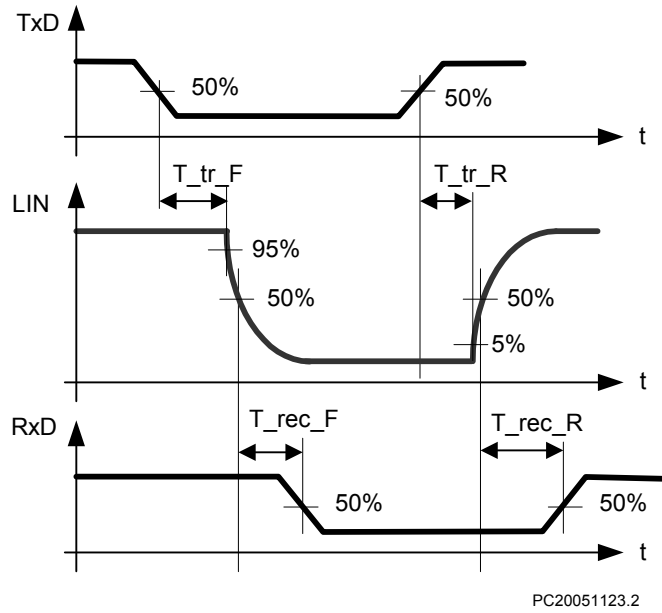 TxD
50%
50%
t
T_tr_F
T_tr_R
LIN
95%
50%
50%
5%
t
RxD
T_rec_F
T_rec_R
50%
50%
t
PC20051123.2